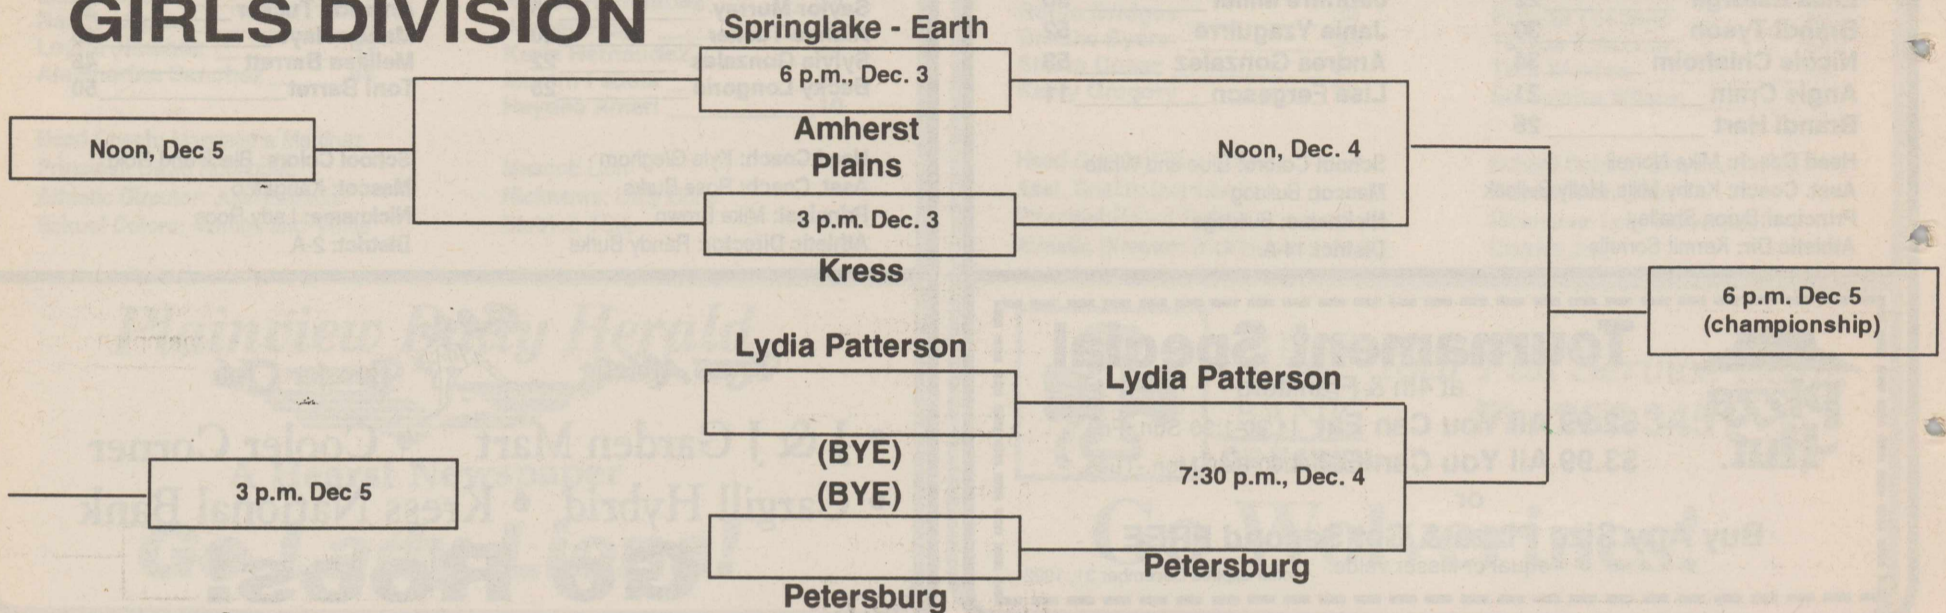 GIRLS DIVISION
Springlake - Earth
6 p.m., Dec. 3
Amherst
Plains
3 p.m. Dec. 3
Kress
Noon, Dec 5
Noon, Dec. 4
6 p.m. Dec 5
(championship)
Lydia Patterson
Lydia Patterson
(BYE)
(BYE)
7:30 p.m., Dec. 4
3 p.m. Dec 5
Petersburg
Petersburg